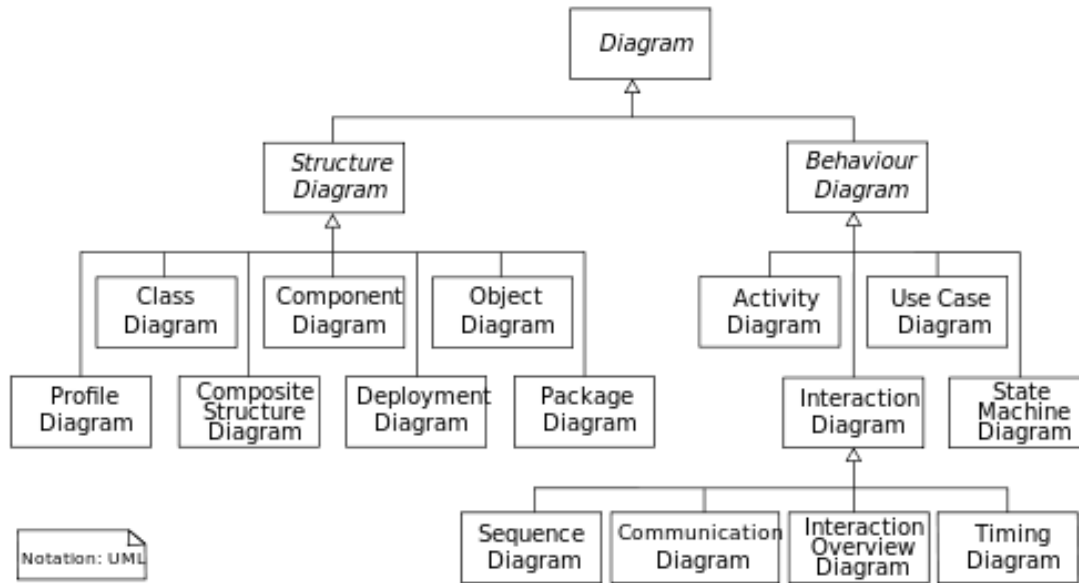 Diagram
Structure
Diagram
Behaviour
Diagram
Class
Diagram
Component
Diagram
Object
Diagram
Activity
Diagram
Use Case
Diagram
Profile
Diagram
Composite
Structure
Diagram
Deployment
Diagram
Package
Diagram
Interaction
Diagram
State
Machine
Diagram
Sequence
Diagram
Communication
Diagram
Interaction
Overview
Diagram
Timing
Diagram
Notation: UML